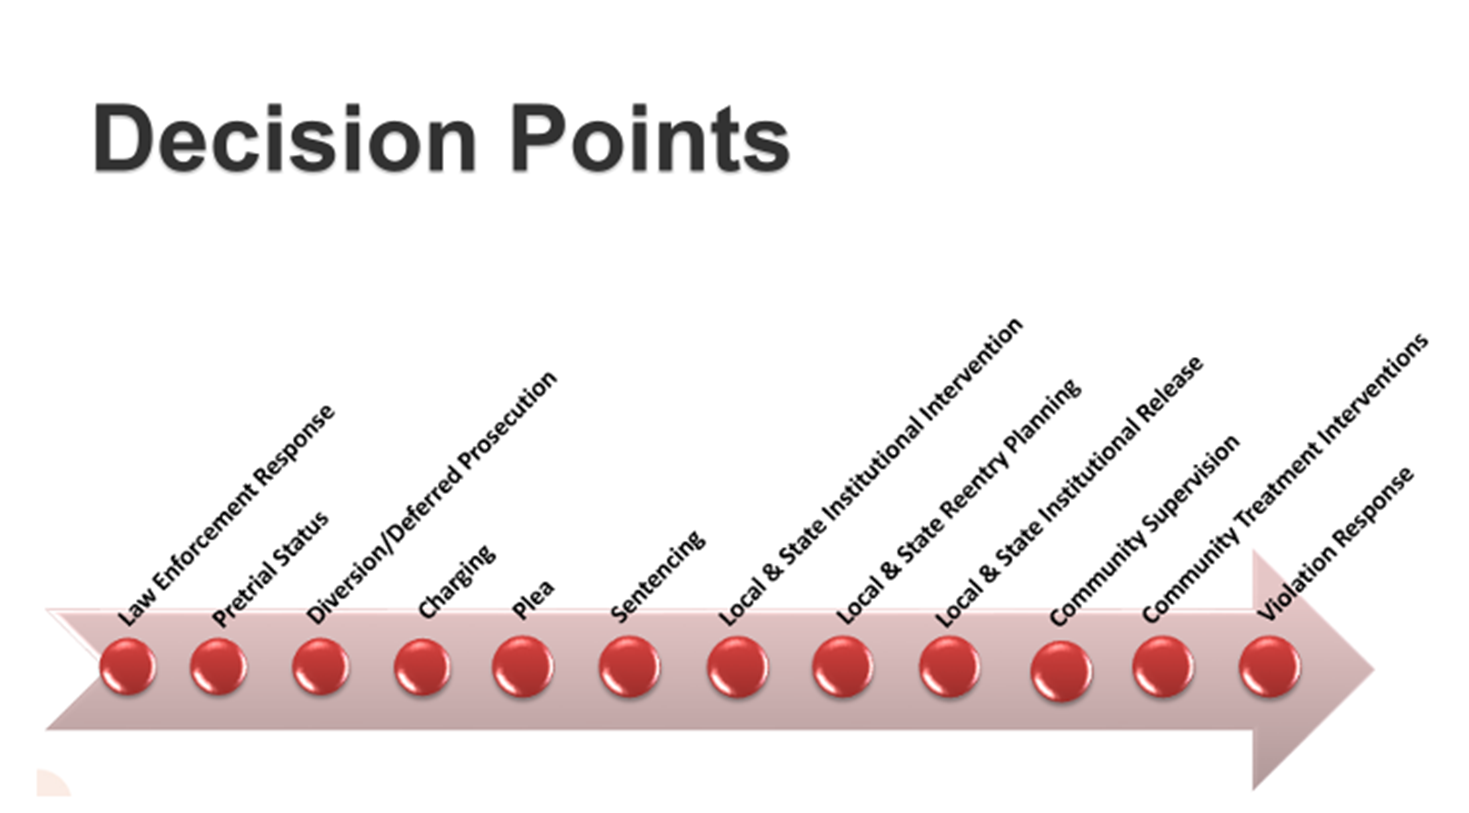 Decision Points
Law Enforcement Response
Pretrial Status
Diversion/Deferred Prosecution
Charging
Plea
Sentencing
Local & State Institutional Intervention
Local & State Reentry Planning
Local & State Institutional Release
Community Supervision
Community Treatment Interventions
Violation Response